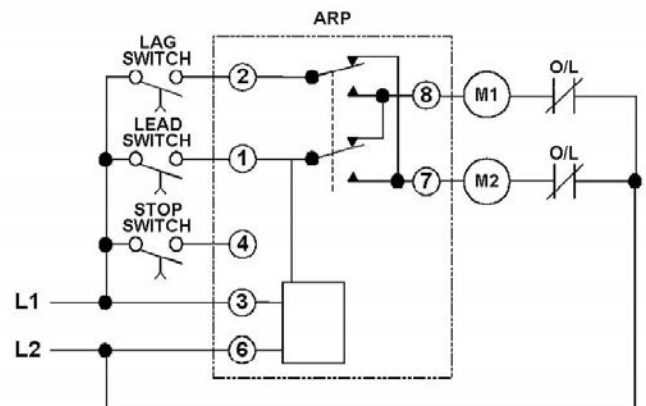 ARP
LAG
SWITCH
2
8
M1
O/L
LEAD
SWITCH
1
7
M2
O/L
STOP
SWITCH
4
L1
3
L2
6